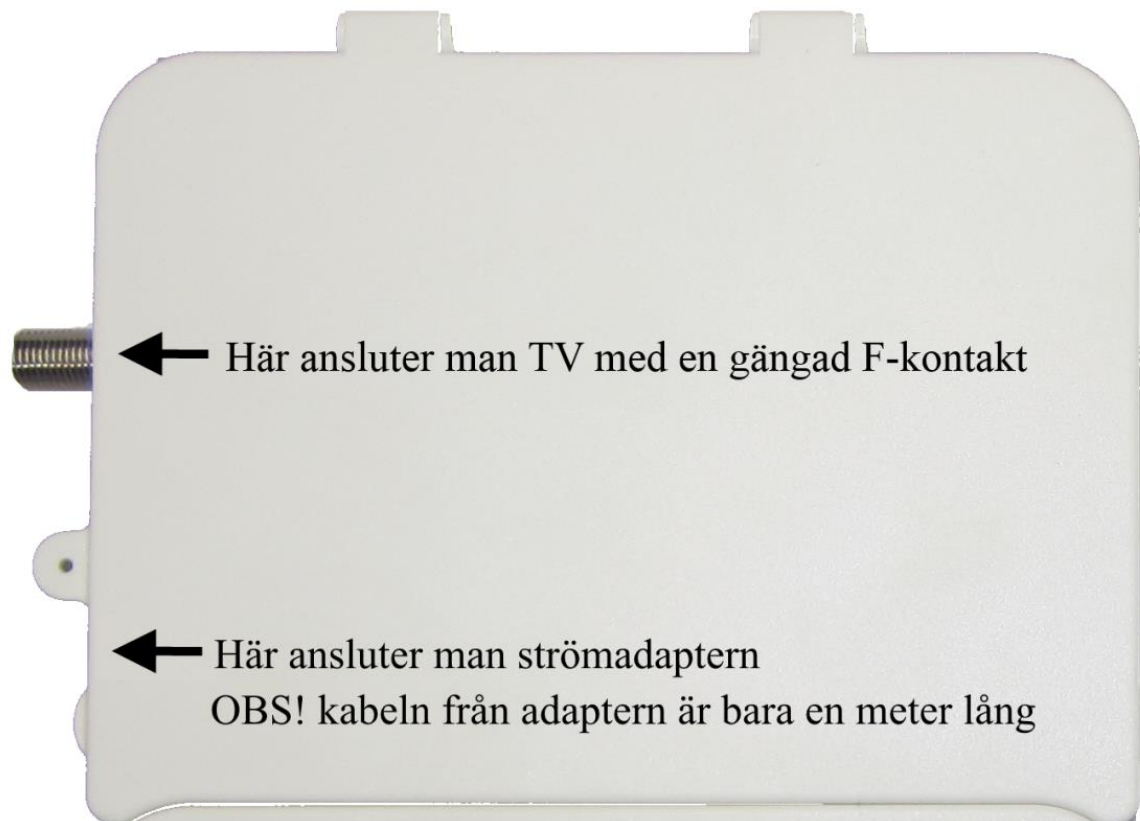 Här ansluter man TV med en gängad F-kontakt
Här ansluter man strömadaptern
OBS! kabeln från adaptern är bara en meter lång